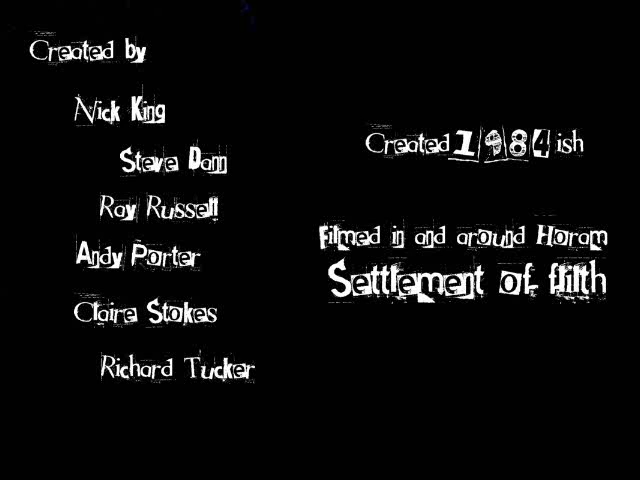 Created by
Nick King
Steve Dann
Ray Russell
Andy Porter
Claire Stokes
Richard Tucker
Created 1984 ish
Filmed in and around Horam
Settlement of filth